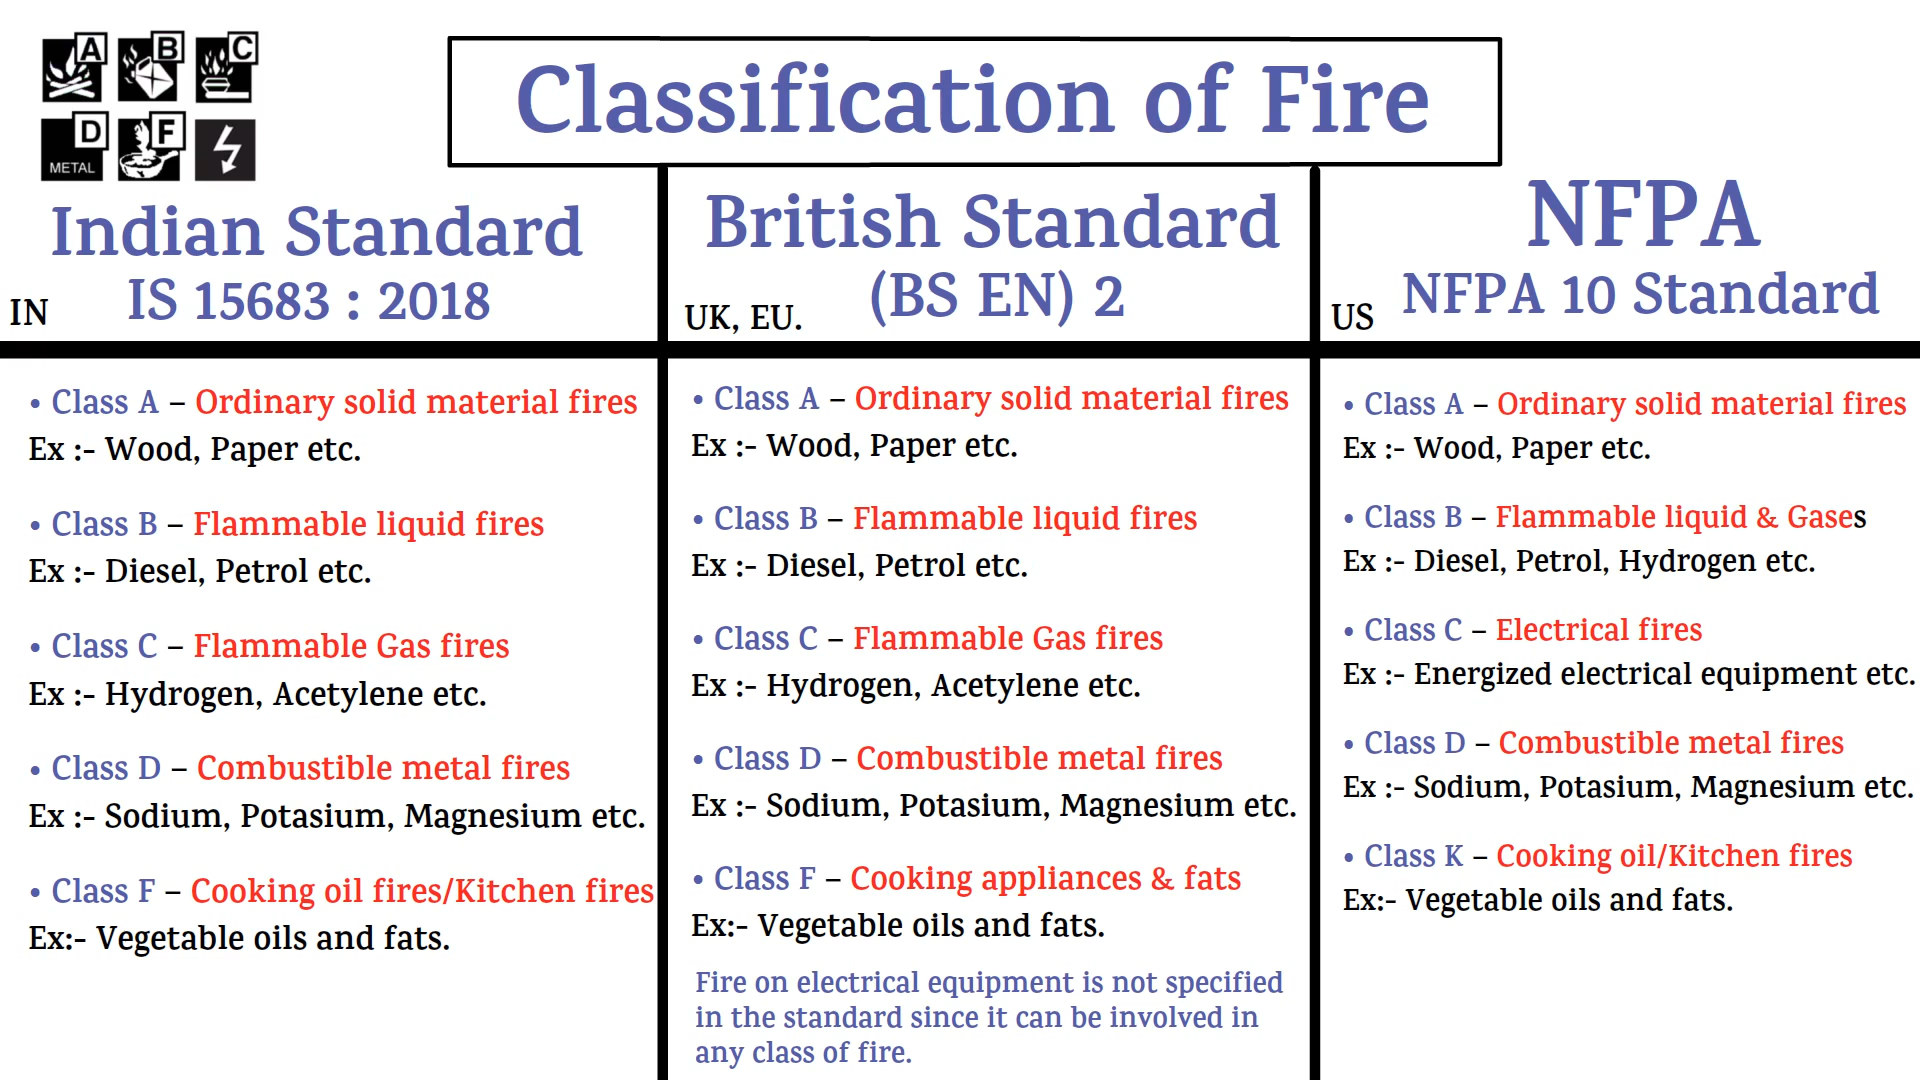 A
B
C
D
METAL
F
Classification of Fire
Indian Standard
IS 15683 : 2018
IN
• Class A – Ordinary solid material fires
Ex :- Wood, Paper etc.
• Class B – Flammable liquid fires
Ex :- Diesel, Petrol etc.
• Class C – Flammable Gas fires
Ex :- Hydrogen, Acetylene etc.
• Class D – Combustible metal fires
Ex :- Sodium, Potasium, Magnesium etc.
• Class F – Cooking oil fires/Kitchen fires
Ex:- Vegetable oils and fats.
British Standard
(BS EN) 2
UK, EU.
• Class A – Ordinary solid material fires
Ex :- Wood, Paper etc.
• Class B – Flammable liquid fires
Ex :- Diesel, Petrol etc.
• Class C – Flammable Gas fires
Ex :- Hydrogen, Acetylene etc.
• Class D – Combustible metal fires
Ex :- Sodium, Potasium, Magnesium etc.
• Class F – Cooking appliances & fats
Ex:- Vegetable oils and fats.
Fire on electrical equipment is not specified
in the standard since it can be involved in
any class of fire.
NFPA
NFPA 10 Standard
US
• Class A – Ordinary solid material fires
Ex :- Wood, Paper etc.
• Class B – Flammable liquid & Gases
Ex :- Diesel, Petrol, Hydrogen etc.
• Class C – Electrical fires
Ex :- Energized electrical equipment etc.
• Class D – Combustible metal fires
Ex :- Sodium, Potasium, Magnesium etc.
• Class K – Cooking oil/Kitchen fires
Ex:- Vegetable oils and fats.